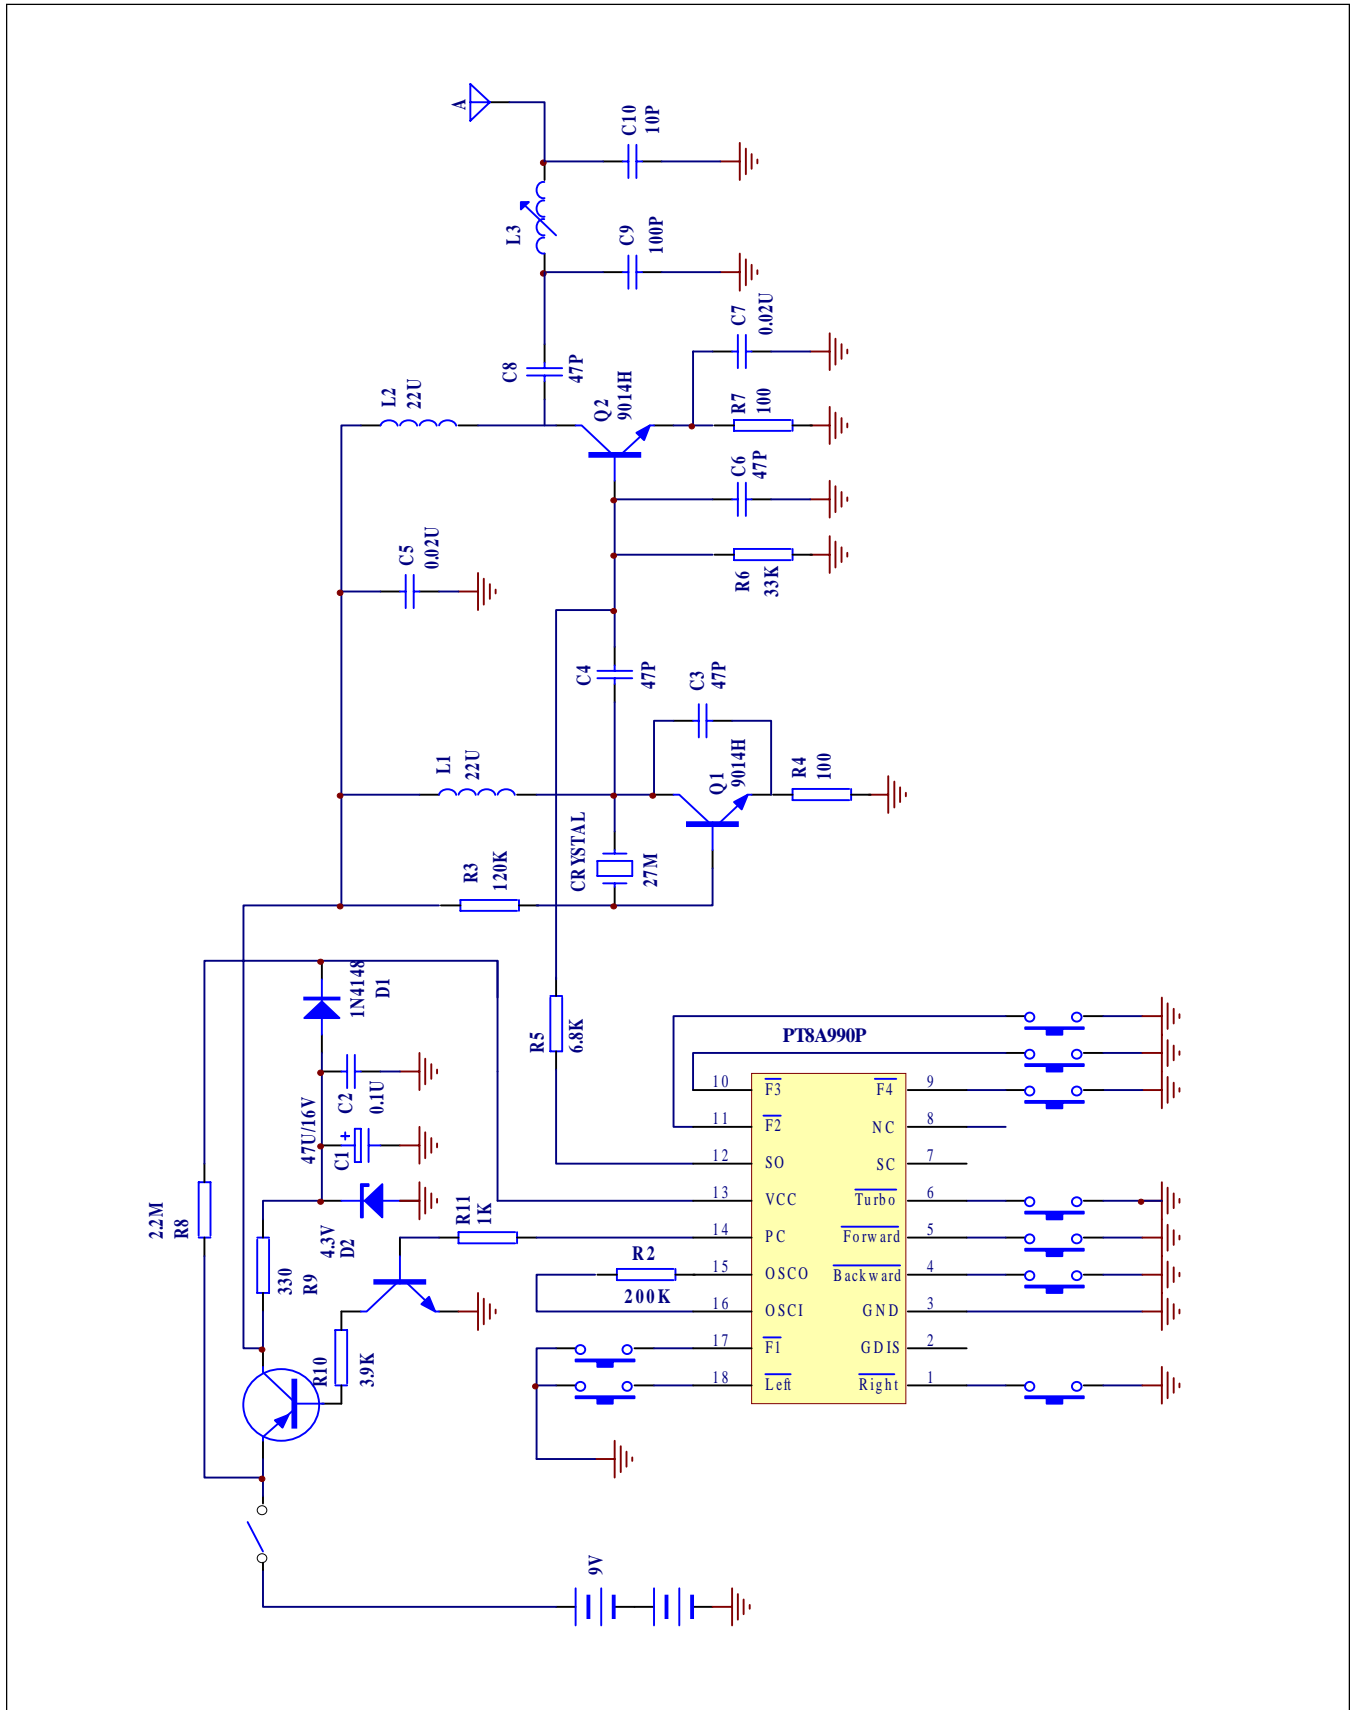 A
C10
10P
L3
C9
100P
C7
0.02U
C8
47P
L2
22U
Q2
9014H
R7
100
C6
47P
C5
0.02U
R6
33K
C4
47P
C3
47P
L1
22U
Q1
9014H
R4
100
R3
120K
CRYSTAL
27M
1N4148
D1
R5
6.8K
C2
0.1U
47U/16V
C1 +
2.2M
R8
4.3V
D2
330
R9
R11
1K
R10
3.9K
R2
200K
9V
PT8A990P
10 F3 F4 9
11 F2 NC 8
12 SO SC 7
13 VCC Turbo 6
14 PC Forward 5
15 OSCO Backward 4
16 OSCI GND 3
17 F1 GDIS 2
18 Left Right 1